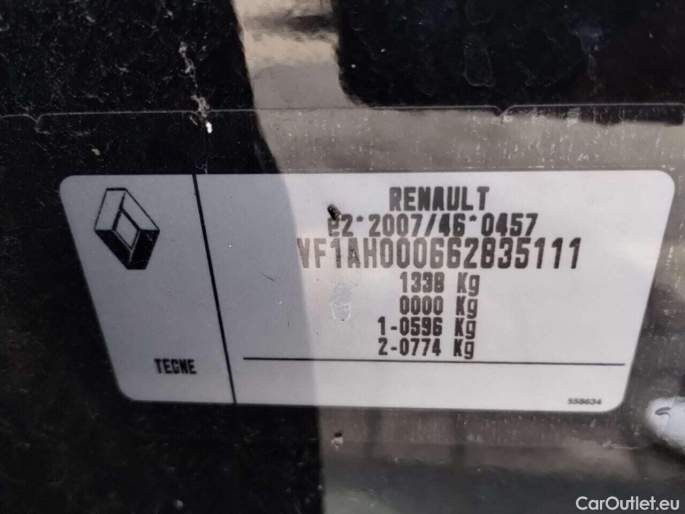 RENAULT
e2*2007/46*0457
VF1AH000662835111
1338 Kg
0000 Kg
1-0596 Kg
2-0774 Kg
TECNE
558634
CarOutlet.eu